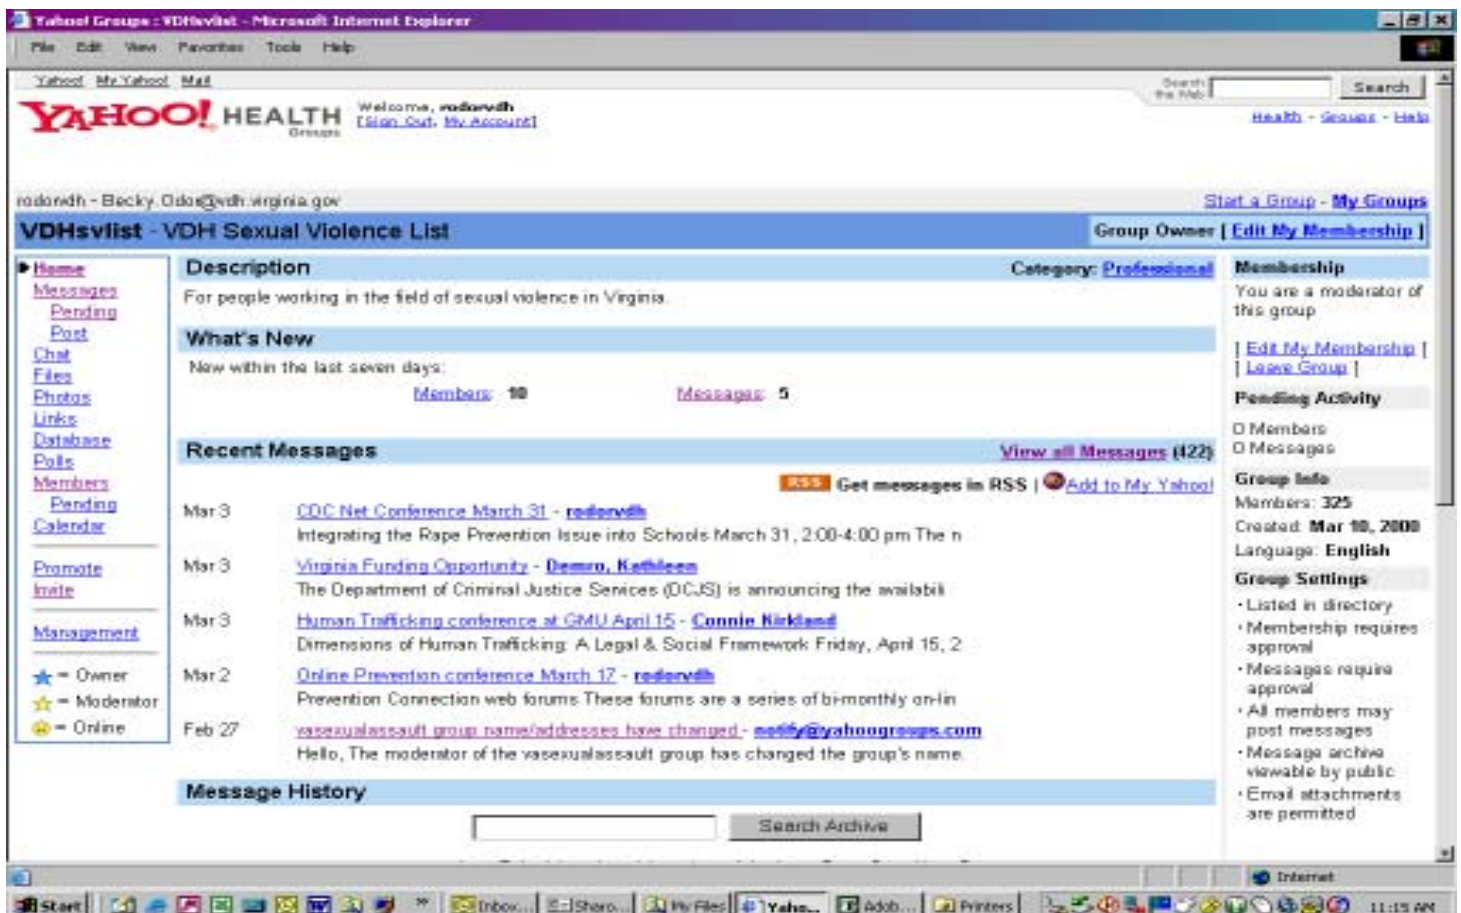 Yahoo! Groups : VDHsvlist - Microsoft Internet Explorer
File Edit View Favorites Tools Help
Yahoo! My Yahoo! Mail
Search the Web
Search
YAHOO! HEALTH Groups
Welcome, rodorvdh
[Sign Out, My Account]
Health - Groups - Help
rodorvdh - Becky.Odor@vdh.virginia.gov
Start a Group - My Groups
VDHsvlist - VDH Sexual Violence List
Group Owner [ Edit My Membership ]
Home
Messages
Pending
Post
Chat
Files
Photos
Links
Database
Polls
Members
Pending
Calendar
Promote
Invite
Management
= Owner
= Moderator
= Online
Description
Category: Professional
For people working in the field of sexual violence in Virginia.
What's New
New within the last seven days:
Members: 10 Messages: 5
Recent Messages
View all Messages (422)
RSS Get messages in RSS | Add to My Yahoo!
Mar 3 CDC Net Conference March 31 - rodorvdh
Integrating the Rape Prevention Issue into Schools March 31, 2:00-4:00 pm The n
Mar 3 Virginia Funding Opportunity - Demro, Kathleen
The Department of Criminal Justice Services (DCJS) is announcing the availabili
Mar 3 Human Trafficking conference at GMU April 15 - Connie Kirkland
Dimensions of Human Trafficking: A Legal & Social Framework Friday, April 15, 2
Mar 2 Online Prevention conference March 17 - rodorvdh
Prevention Connection web forums These forums are a series of bi-monthly on-lin
Feb 27 vasexualassault group name/addresses have changed - notify@yahoogroups.com
Hello, The moderator of the vasexualassault group has changed the group's name
Message History
Search Archive
Membership
You are a moderator of
this group
[ Edit My Membership ]
[ Leave Group ]
Pending Activity
0 Members
0 Messages
Group Info
Members: 325
Created: Mar 10, 2000
Language: English
Group Settings
· Listed in directory
· Membership requires
approval
· Messages require
approval
· All members may
post messages
· Message archive
viewable by public
· Email attachments
are permitted
Internet
Start Inbox... Sharo... My Files Yaho... Adob... Printers 11:15 AM